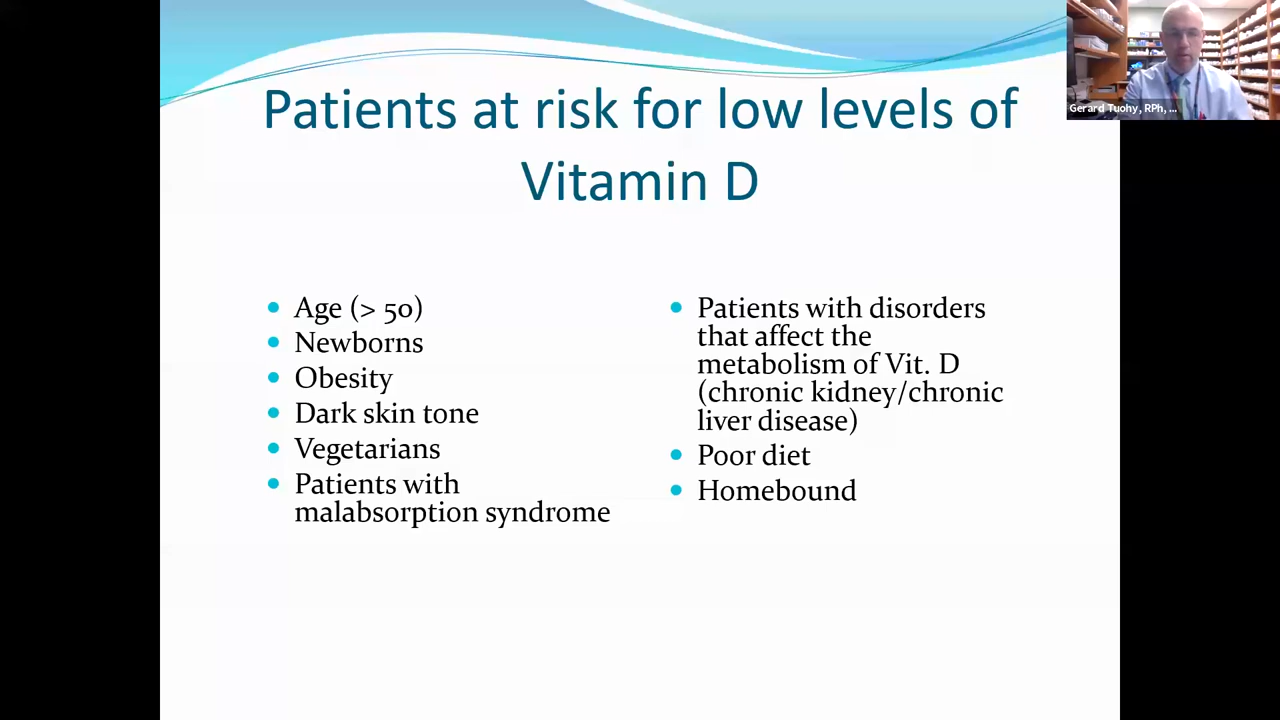 Patients at risk for low levels of
Vitamin D
Age (> 50)
Newborns
Obesity
Dark skin tone
Vegetarians
Patients with
malabsorption syndrome
Patients with disorders
that affect the
metabolism of Vit. D
(chronic kidney/chronic
liver disease)
Poor diet
Homebound
Gerard Tuohy, RPh, ...